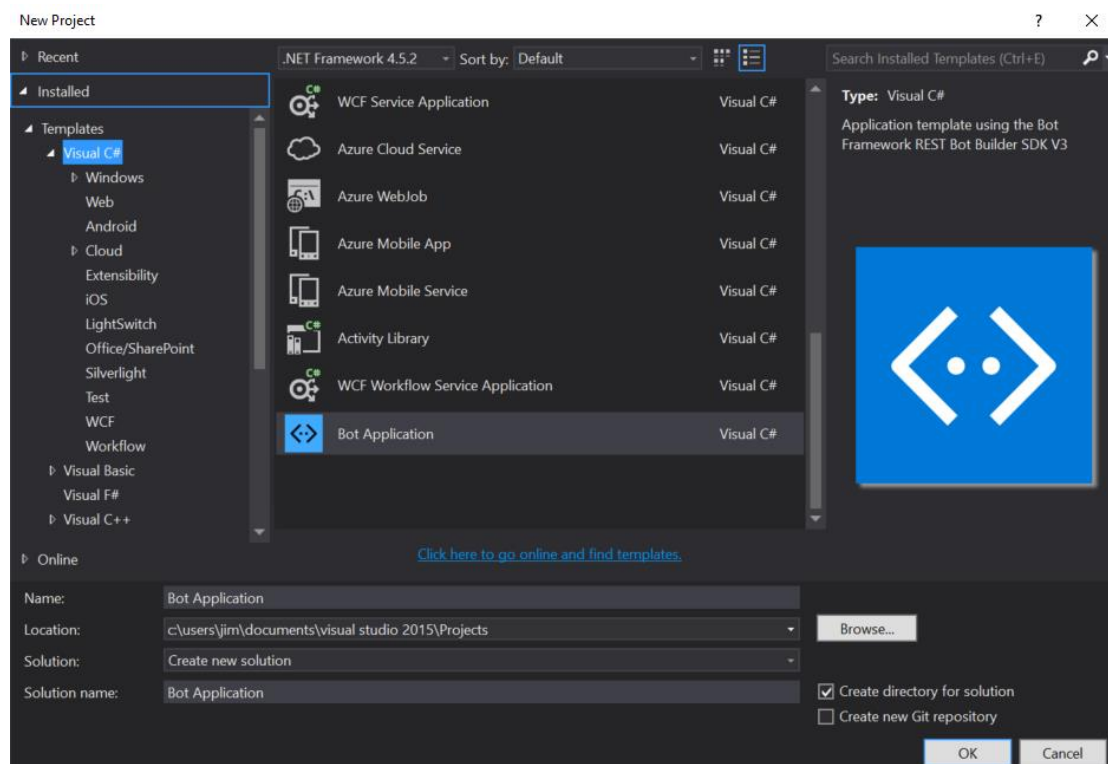 New Project
?
Recent
.NET Framework 4.5.2
Sort by: Default
Search Installed Templates (Ctrl+E)
Installed
Templates
Visual C#
Windows
Web
Android
Cloud
Extensibility
iOS
LightSwitch
Office/SharePoint
Silverlight
Test
WCF
Workflow
Visual Basic
Visual F#
Visual C++
Online
C# WCF Service Application Visual C#
Azure Cloud Service Visual C#
Azure WebJob Visual C#
Azure Mobile App Visual C#
Azure Mobile Service Visual C#
C# Activity Library Visual C#
C# WCF Workflow Service Application Visual C#
Bot Application Visual C#
Click here to go online and find templates.
Type: Visual C#
Application template using the Bot
Framework REST Bot Builder SDK V3
Name: Bot Application
Location: c:\users\jim\documents\visual studio 2015\Projects
Browse...
Solution: Create new solution
Solution name: Bot Application
Create directory for solution
Create new Git repository
OK
Cancel